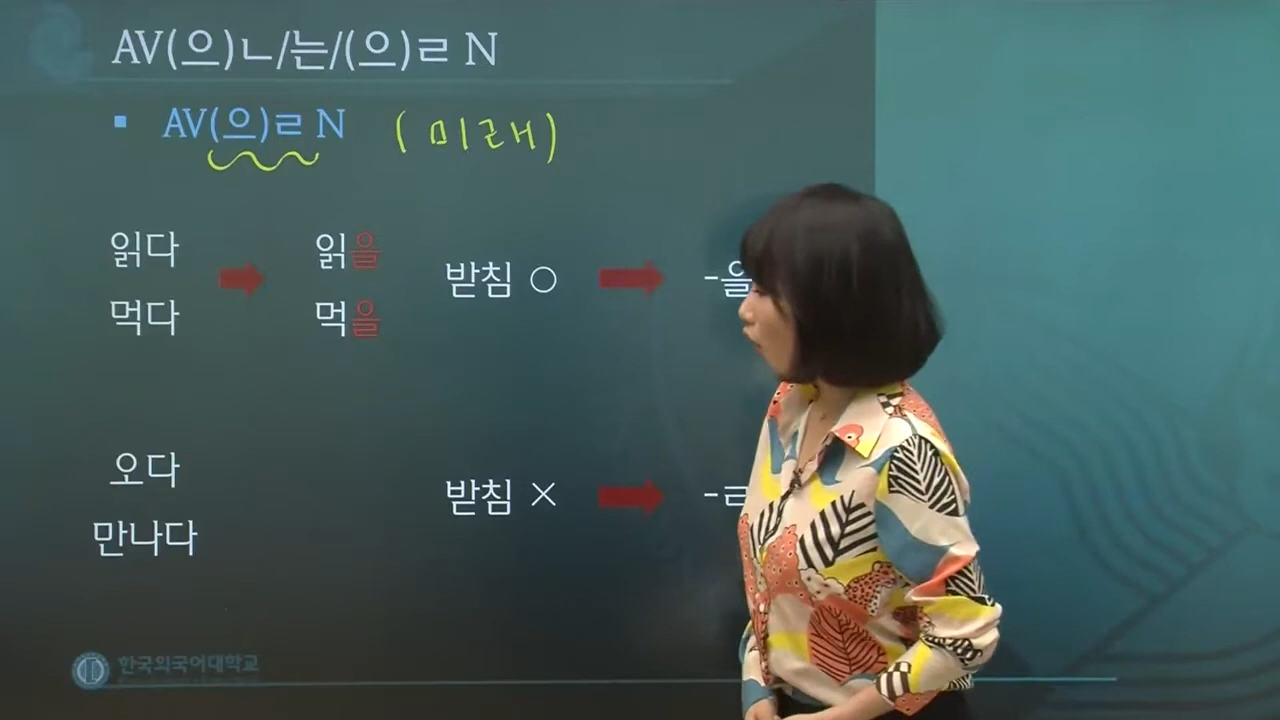 AV(으)ㄴ/는/(으)ㄹ N
▪ AV(으)ㄹ N (미래)
읽다 읽을
먹다 먹을
받침 ○ -을
오다
만나다
받침 × -ㄹ
한국외국어대학교